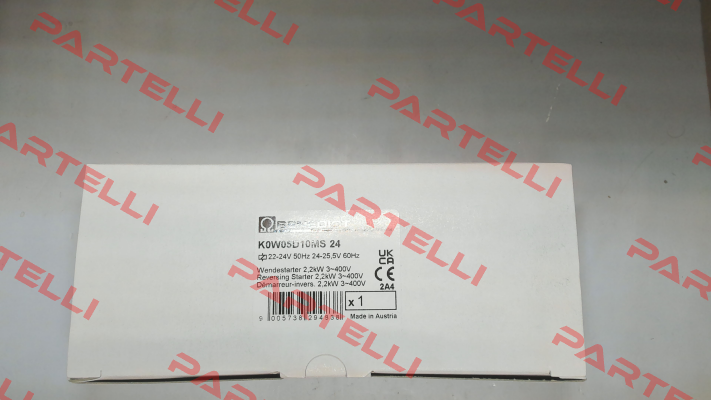 PARTELLI
PARTELLI
PARTELLI
PARTELLI
PARTELLI
PARTELLI
PARTELLI
PARTELLI
K0W05D10MS 24
22-24V 50Hz 24-25,5V 60Hz
Wendestarter 2,2kW 3~400V
Reversing Starter 2,2kW 3~400V
Démarreur-invers. 2,2kW 3~400V
UK
CA
CE
2A4
x 1
Made in Austria